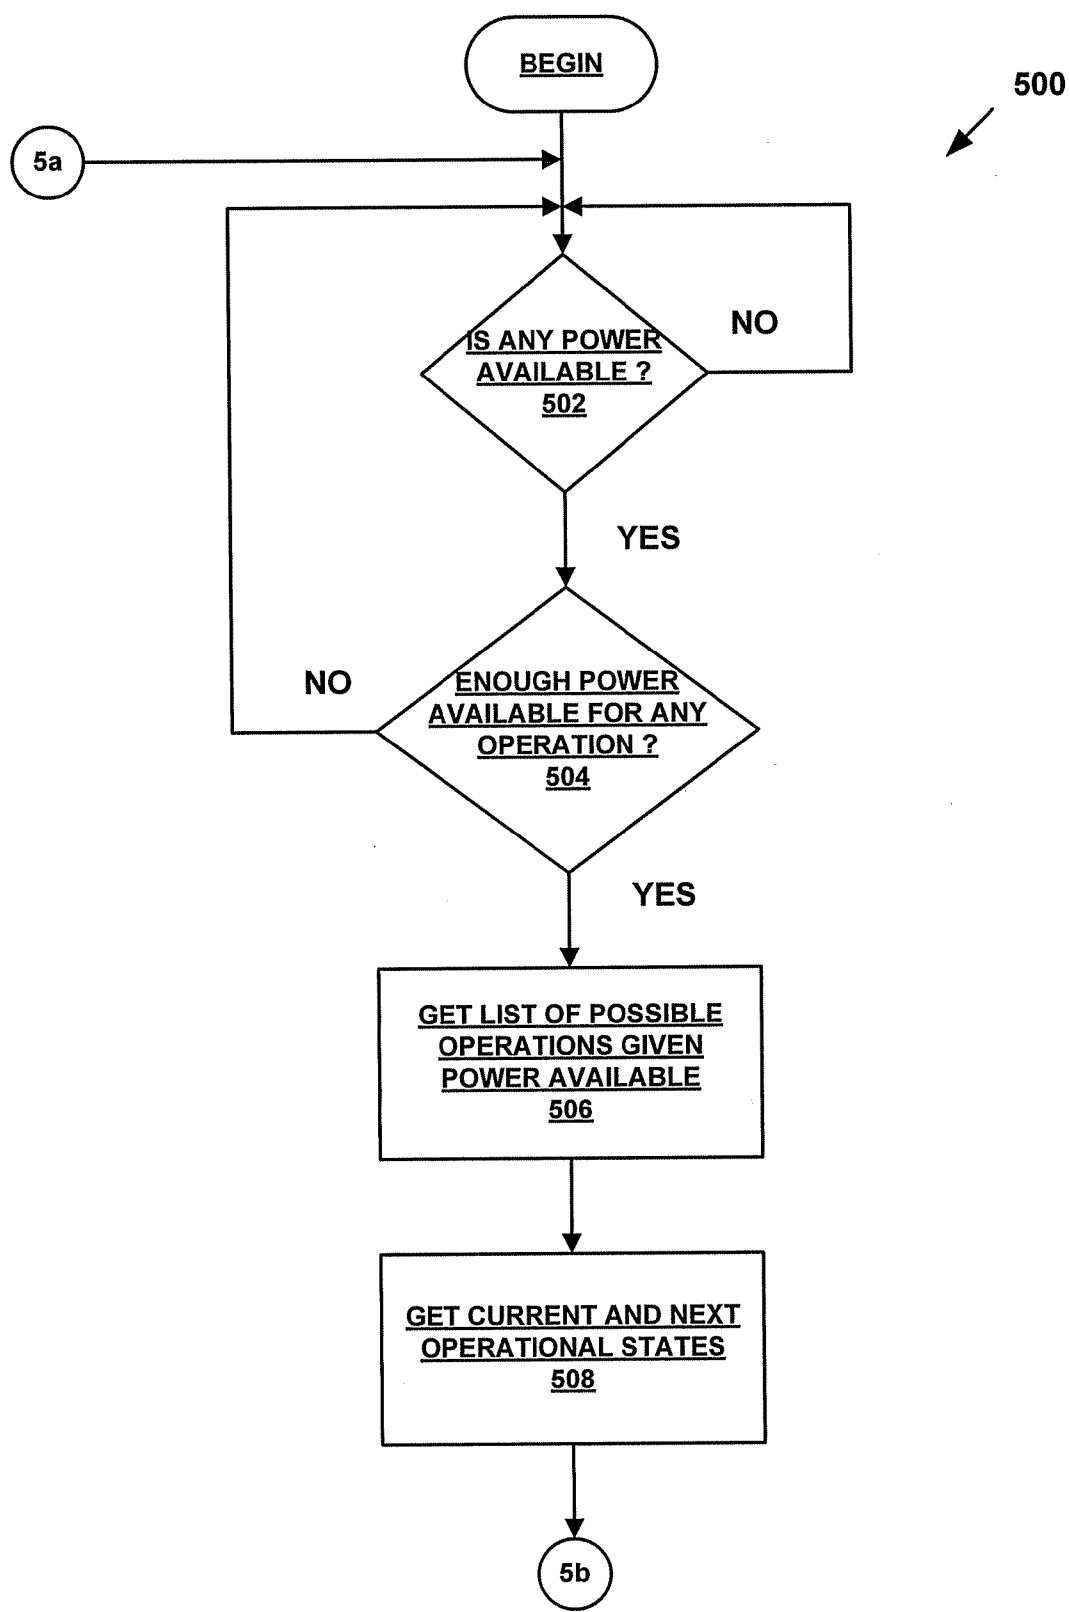 BEGIN
500
5a
IS ANY POWER
AVAILABLE ?
502
NO
YES
NO
ENOUGH POWER
AVAILABLE FOR ANY
OPERATION ?
504
YES
GET LIST OF POSSIBLE
OPERATIONS GIVEN
POWER AVAILABLE
506
GET CURRENT AND NEXT
OPERATIONAL STATES
508
5b